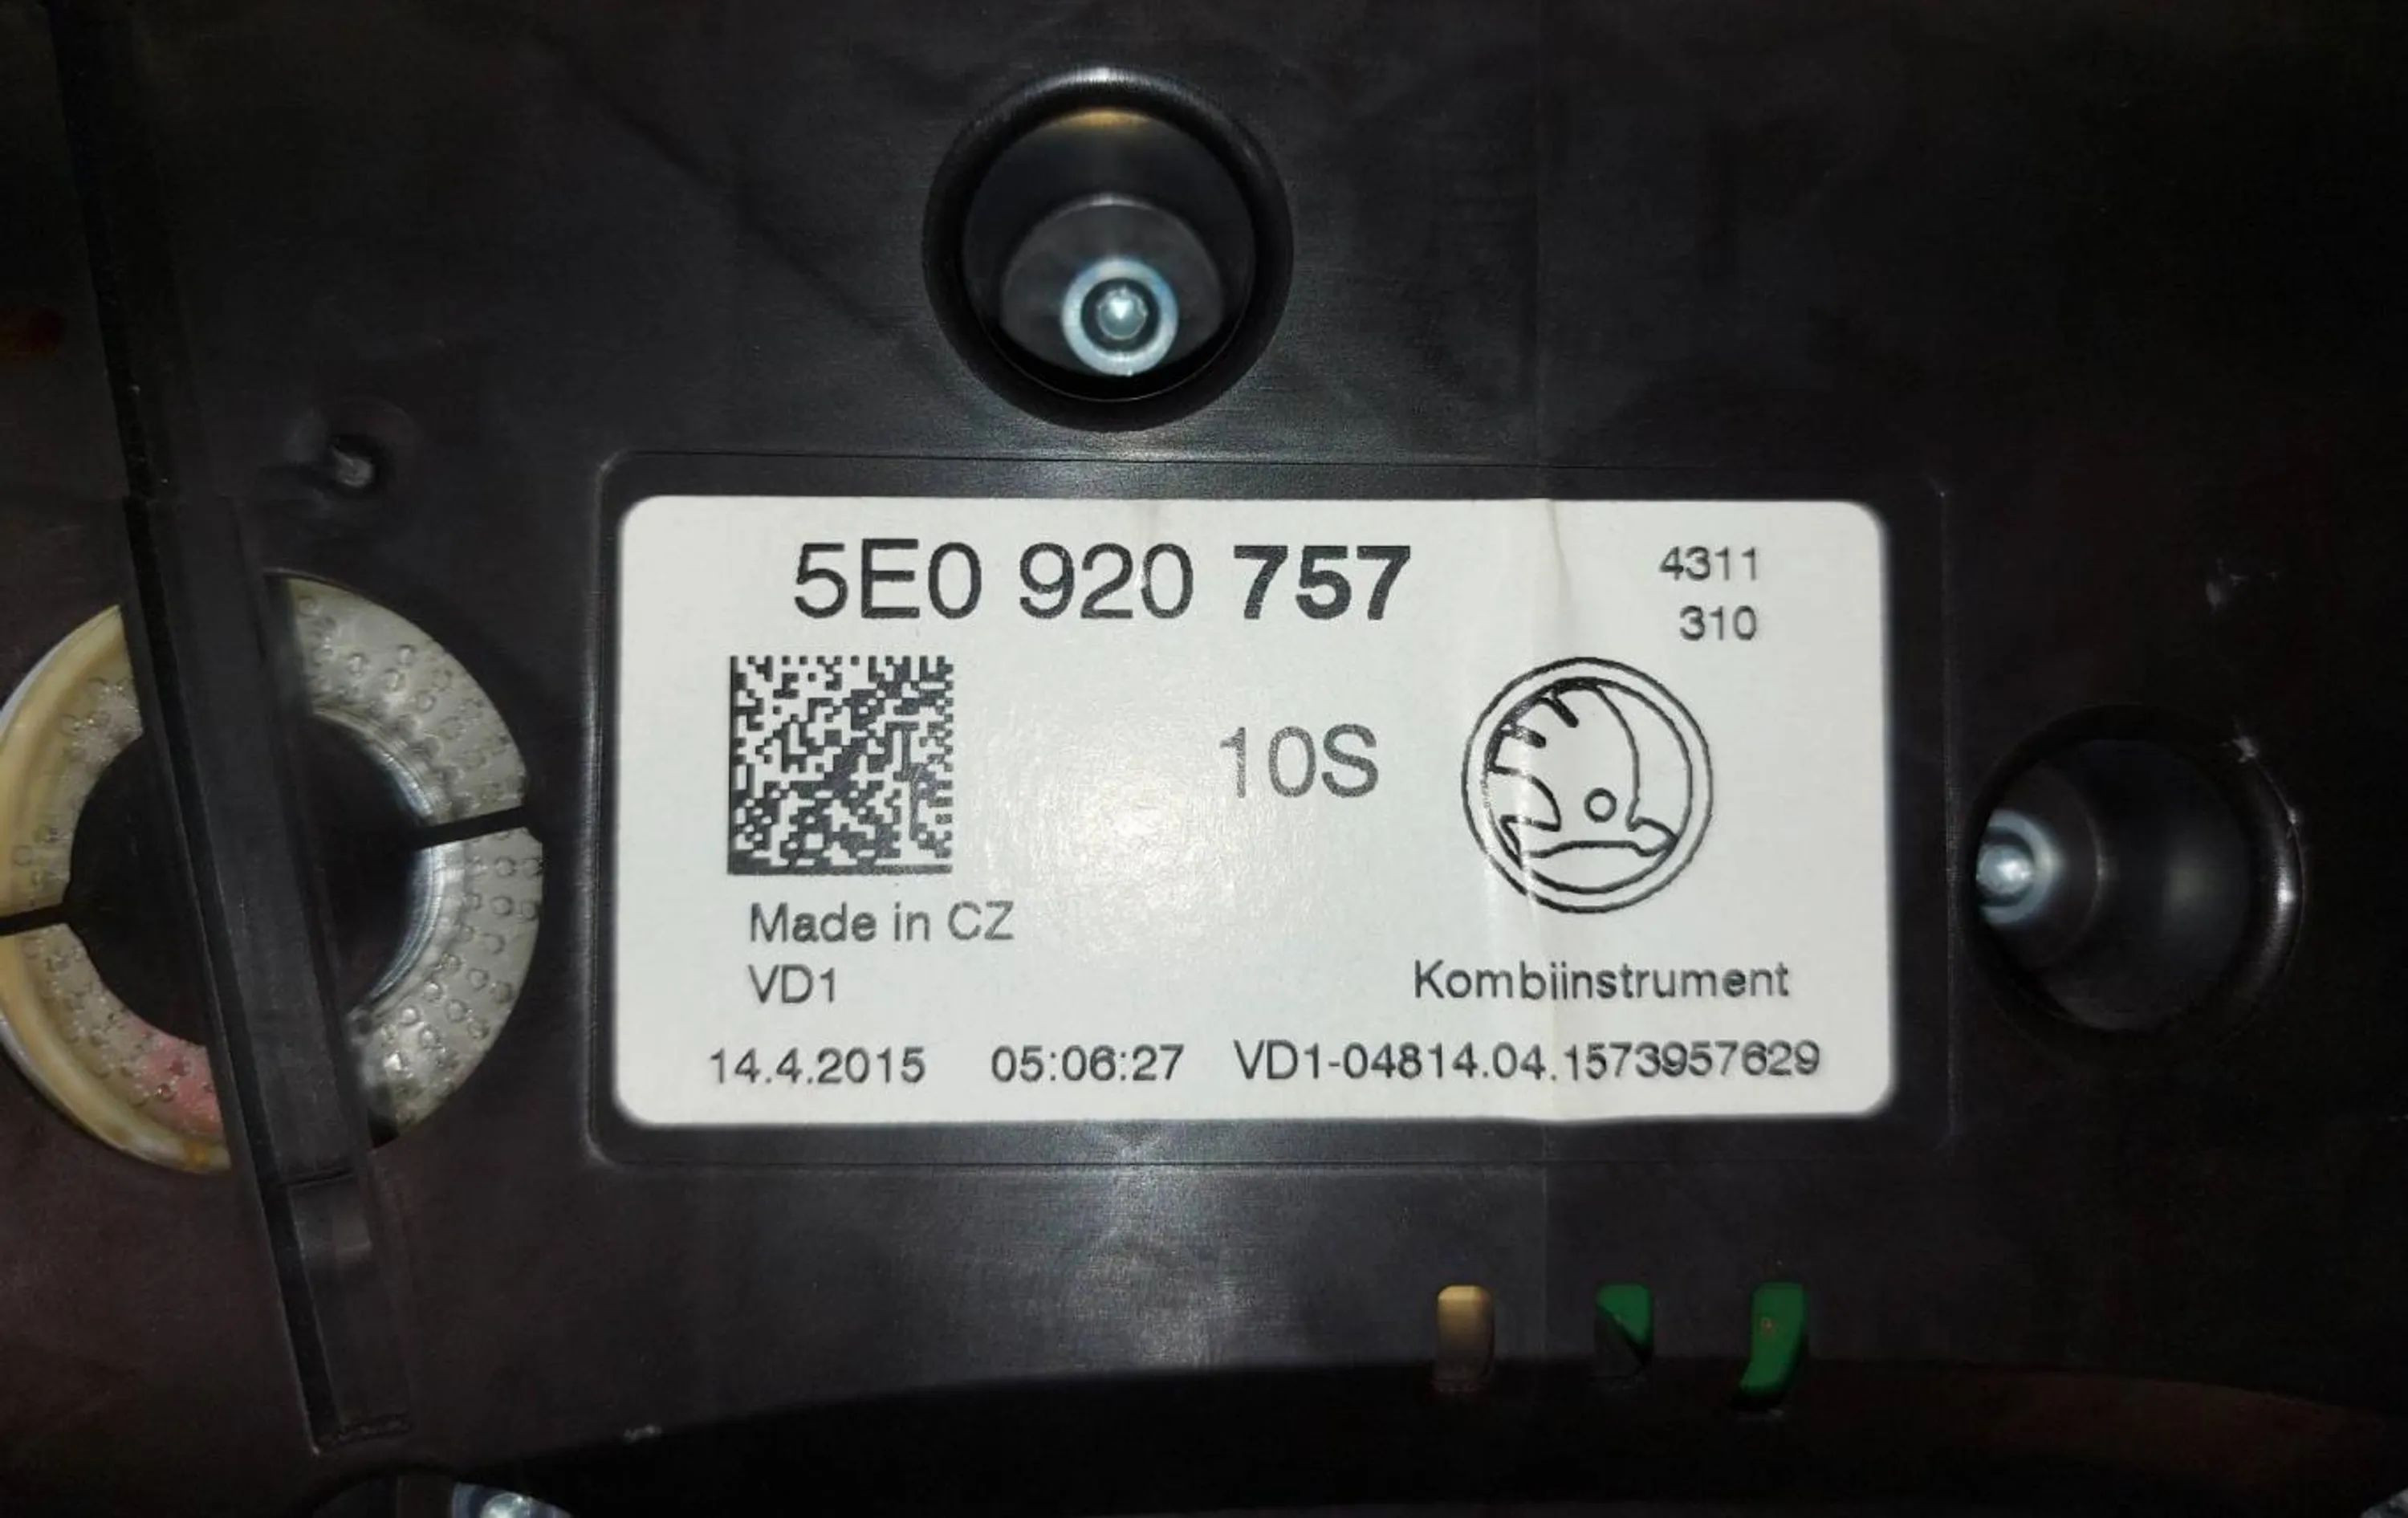 5E0 920 757
4311
310
10S
Made in CZ
VD1
Kombiinstrument
14.4.2015 05:06:27 VD1-04814.04.1573957629